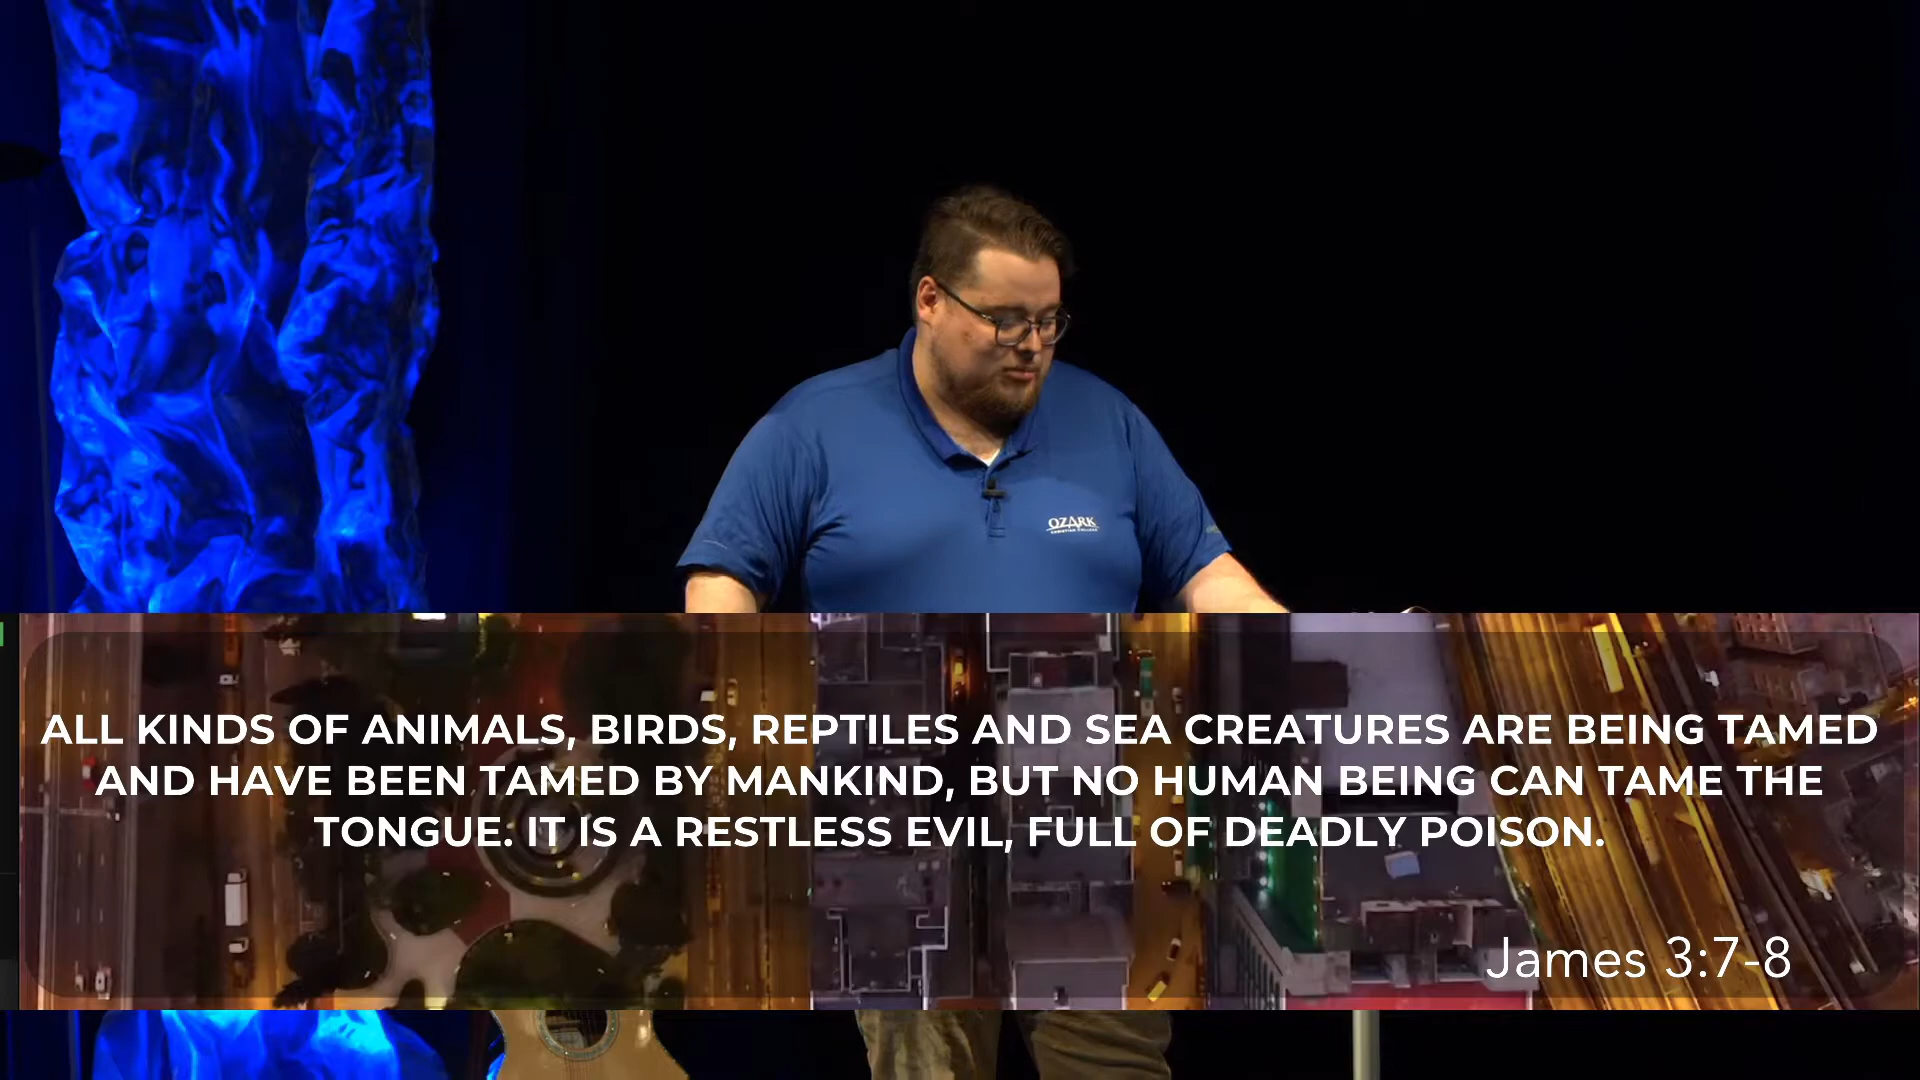 OZARK
CHRISTIAN COLLEGE
ALL KINDS OF ANIMALS, BIRDS, REPTILES AND SEA CREATURES ARE BEING TAMED
AND HAVE BEEN TAMED BY MANKIND, BUT NO HUMAN BEING CAN TAME THE
TONGUE. IT IS A RESTLESS EVIL, FULL OF DEADLY POISON.
James 3:7-8